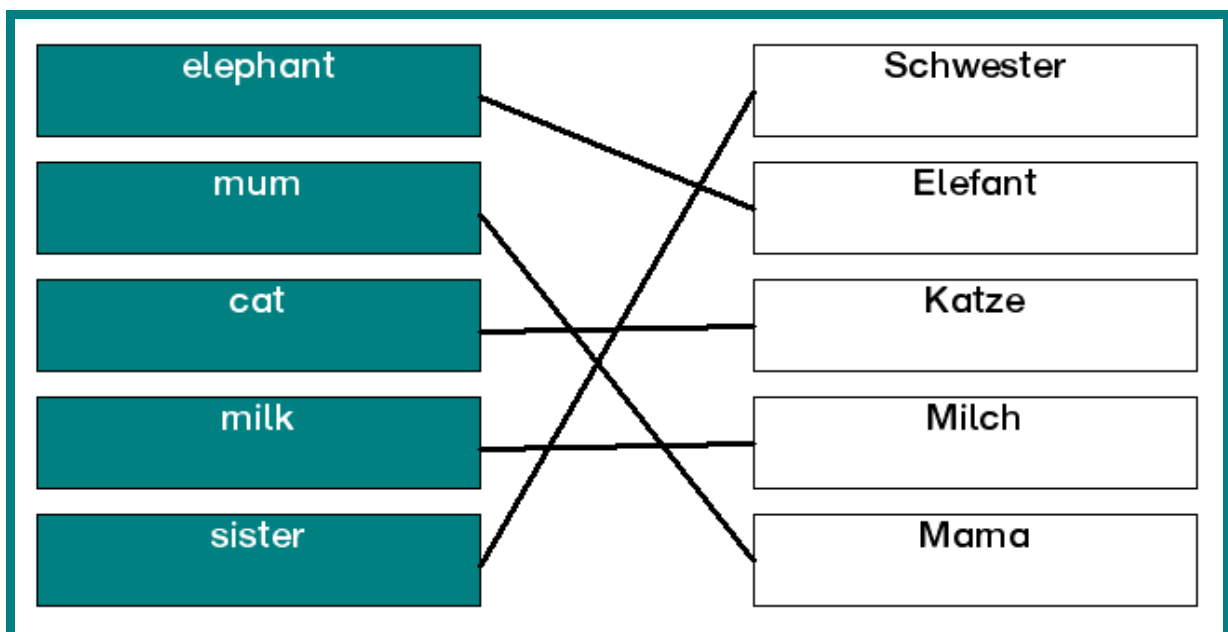 elephant
Schwester
mum
Elefant
cat
Katze
milk
Milch
sister
Mama